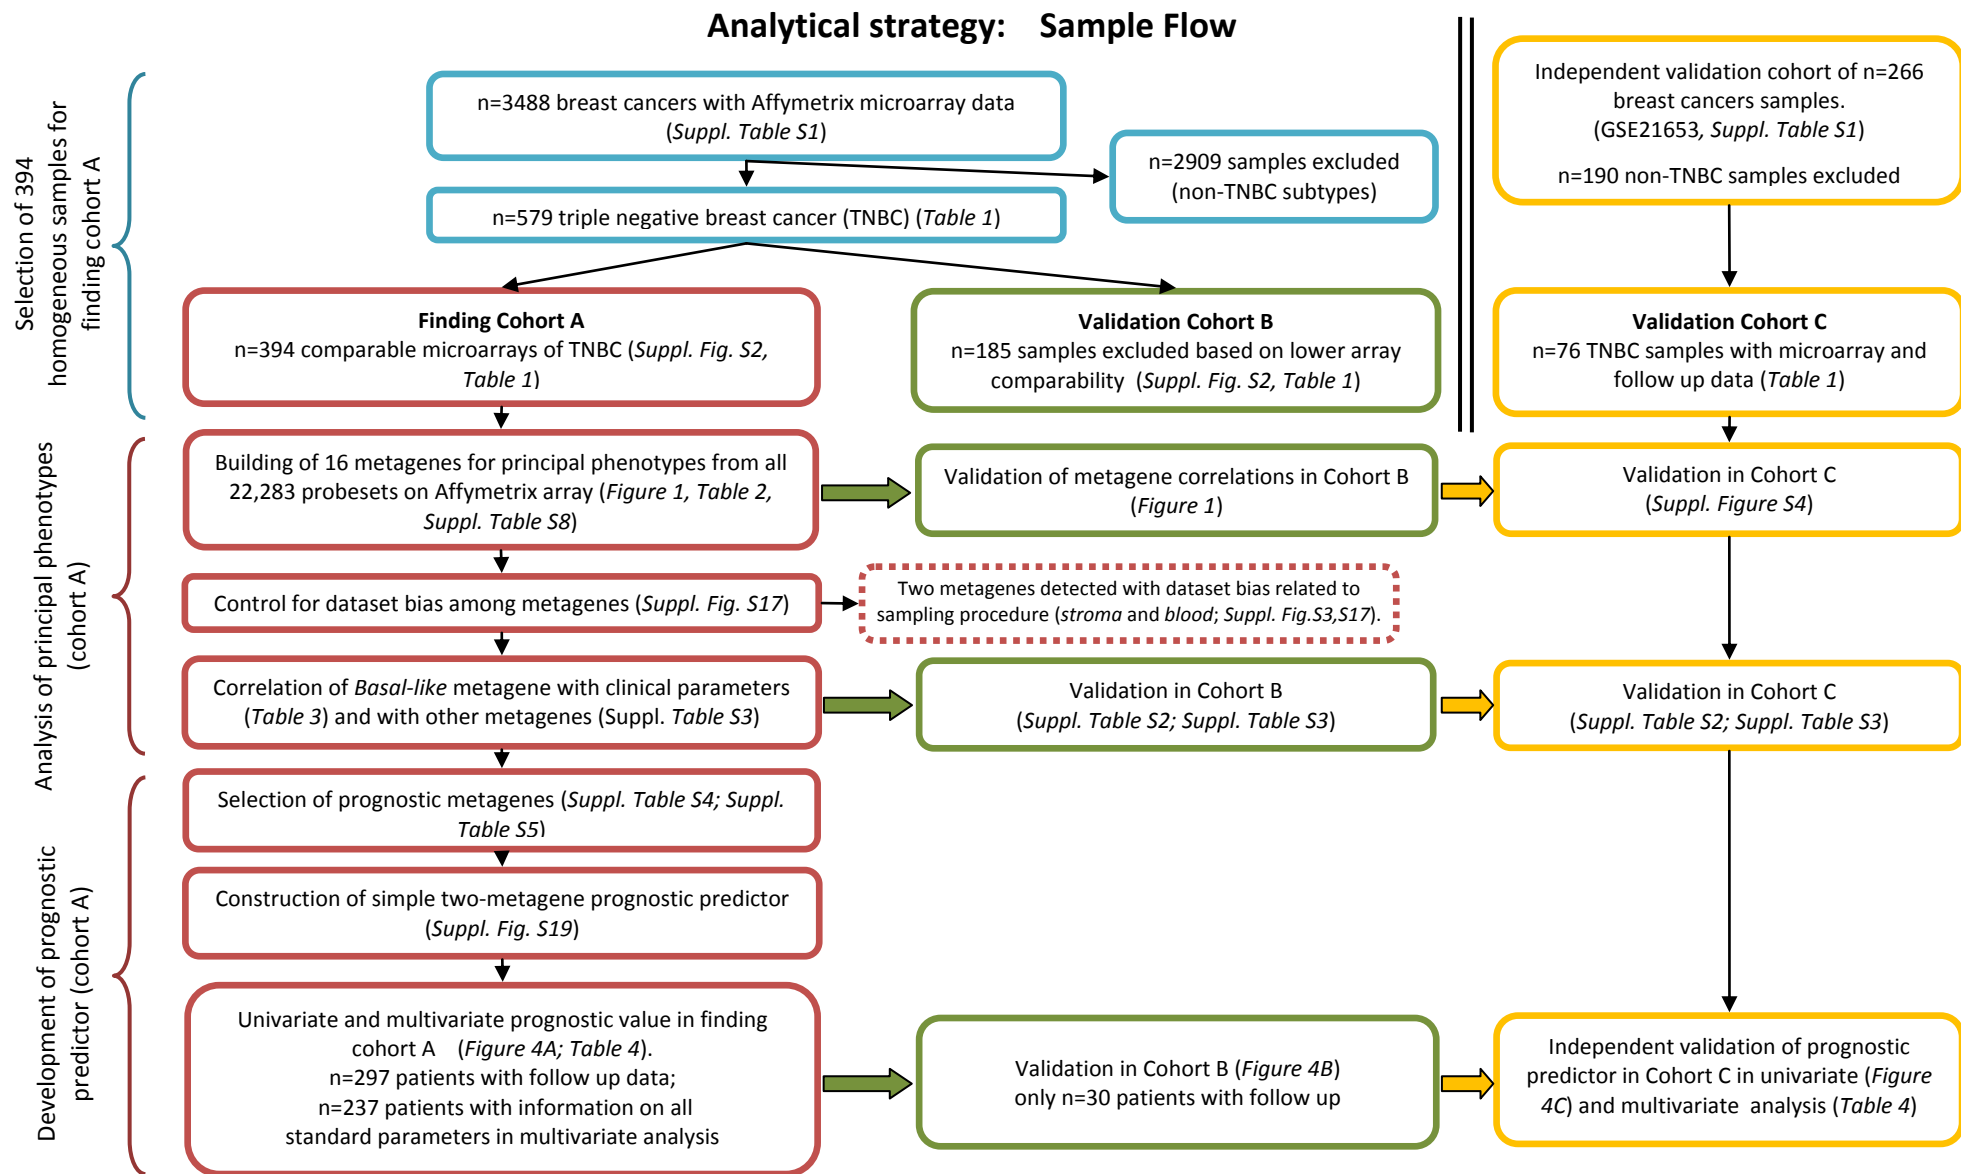 Analytical strategy:    Sample Flow
Selection of 394
homogeneous samples for
finding cohort A
n=3488 breast cancers with Affymetrix microarray data
(Suppl. Table S1)
n=2909 samples excluded
(non-TNBC subtypes)
n=579 triple negative breast cancer (TNBC) (Table 1)
Independent validation cohort of n=266
breast cancers samples.
(GSE21653, Suppl. Table S1)
n=190 non-TNBC samples excluded
Finding Cohort A
n=394 comparable microarrays of TNBC (Suppl. Fig. S2,
Table 1)
Validation Cohort B
n=185 samples excluded based on lower array
comparability  (Suppl. Fig. S2, Table 1)
Validation Cohort C
n=76 TNBC samples with microarray and
follow up data (Table 1)
Analysis of principal phenotypes
(cohort A)
Building of 16 metagenes for principal phenotypes from all
22,283 probesets on Affymetrix array (Figure 1, Table 2,
Suppl. Table S8)
Validation of metagene correlations in Cohort B
(Figure 1)
Validation in Cohort C
(Suppl. Figure S4)
Control for dataset bias among metagenes (Suppl. Fig. S17)
Two metagenes detected with dataset bias related to
sampling procedure (stroma and blood; Suppl. Fig.S3,S17).
Correlation of Basal-like metagene with clinical parameters
(Table 3) and with other metagenes (Suppl. Table S3)
Validation in Cohort B
(Suppl. Table S2; Suppl. Table S3)
Validation in Cohort C
(Suppl. Table S2; Suppl. Table S3)
Development of prognostic
predictor (cohort A)
Selection of prognostic metagenes (Suppl. Table S4; Suppl.
Table S5)
Construction of simple two-metagene prognostic predictor
(Suppl. Fig. S19)
Univariate and multivariate prognostic value in finding
cohort A   (Figure 4A; Table 4).
n=297 patients with follow up data;
n=237 patients with information on all
standard parameters in multivariate analysis
Validation in Cohort B (Figure 4B)
only n=30 patients with follow up
Independent validation of prognostic
predictor in Cohort C in univariate (Figure
4C) and multivariate  analysis (Table 4)